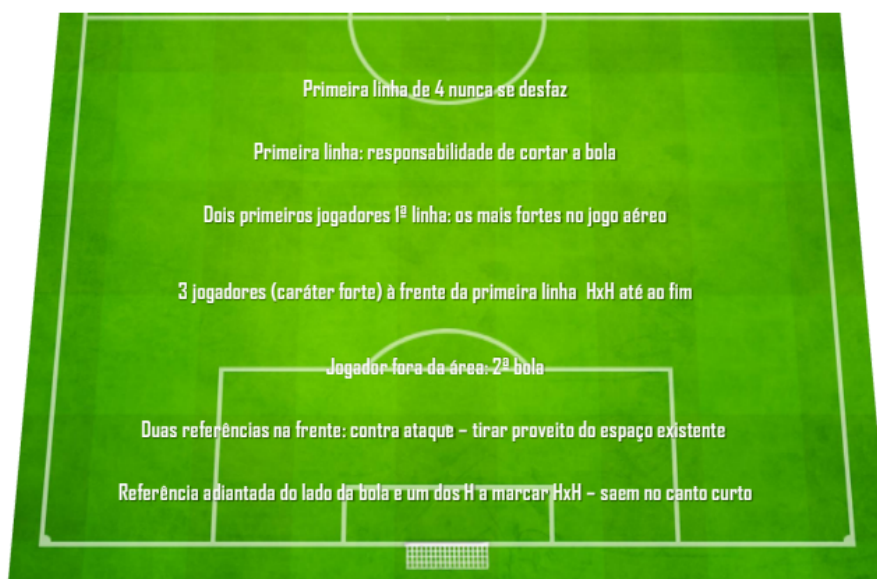 Primeira linha de 4 nunca se desfaz
Primeira linha: responsabilidade de cortar a bola
Dois primeiros jogadores 1ª linha: os mais fortes no jogo aéreo
3 jogadores (caráter forte) à frente da primeira linha HxH até ao fim
Jogador fora da área: 2ª bola
Duas referências na frente: contra ataque – tirar proveito do espaço existente
Referência adiantada do lado da bola e um dos H a marcar HxH – saem no canto curto